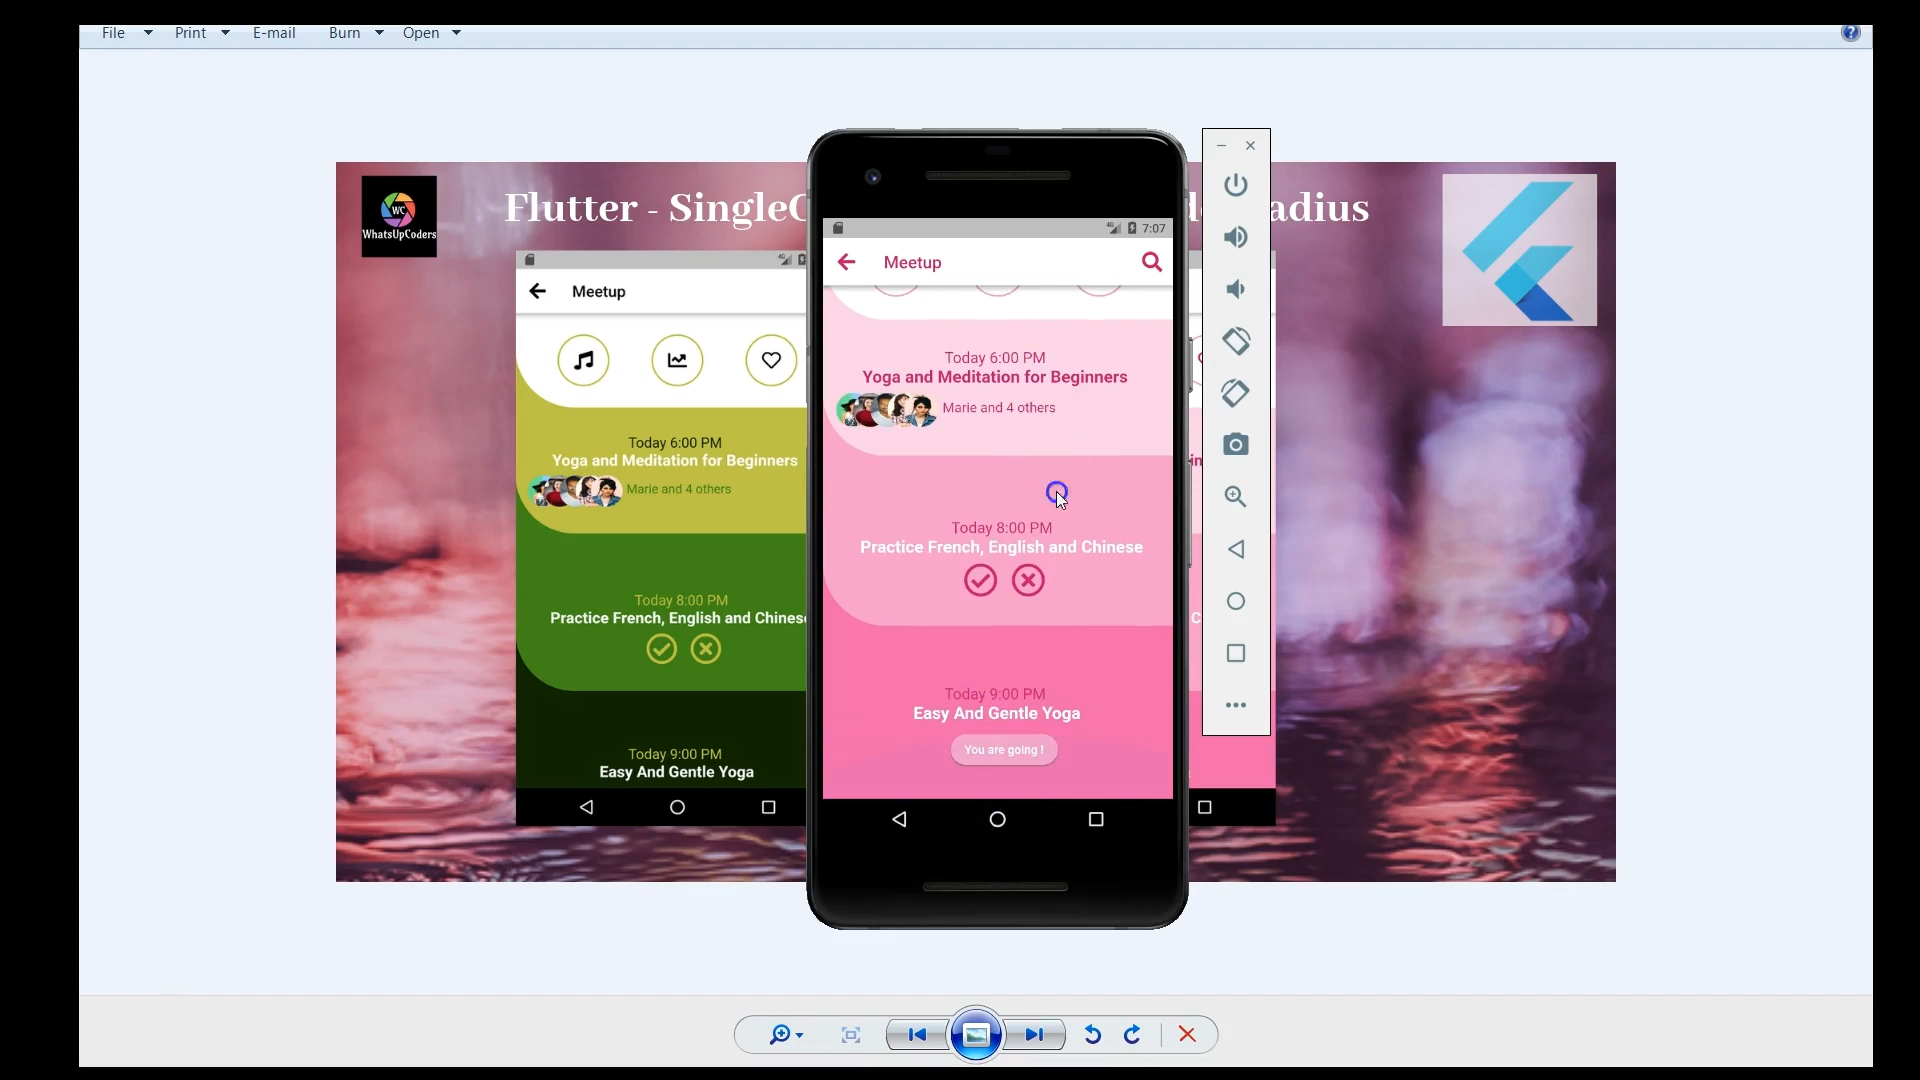 File Print E-mail Burn Open
?
Flutter - SingleC
adius
WC
WhatsUpCoders
4G
Meetup
Today 6:00 PM
Yoga and Meditation for Beginners
Marie and 4 others
Today 8:00 PM
Practice French, English and Chinese
Today 9:00 PM
Easy And Gentle Yoga
4G 7:07
Meetup
Today 6:00 PM
Yoga and Meditation for Beginners
Marie and 4 others
Today 8:00 PM
Practice French, English and Chinese
Today 9:00 PM
Easy And Gentle Yoga
You are going !
in
C